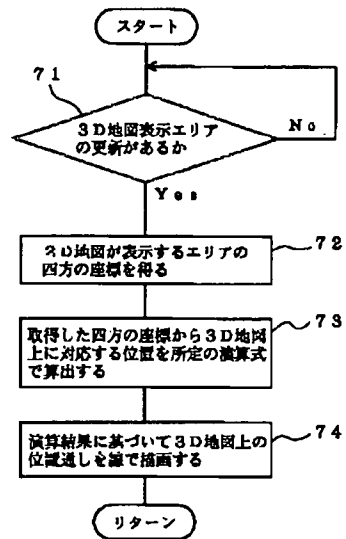 スタート
71
3D地図表示エリア
の更新があるか
No
Yes
2D地図が表示するエリアの
四方の座標を得る
72
取得した四方の座標から3D地図
上に対応する位置を所定の演算式
で算出する
73
演算結果に基づいて3D地図上の
位置通しを線で描画する
74
リターン